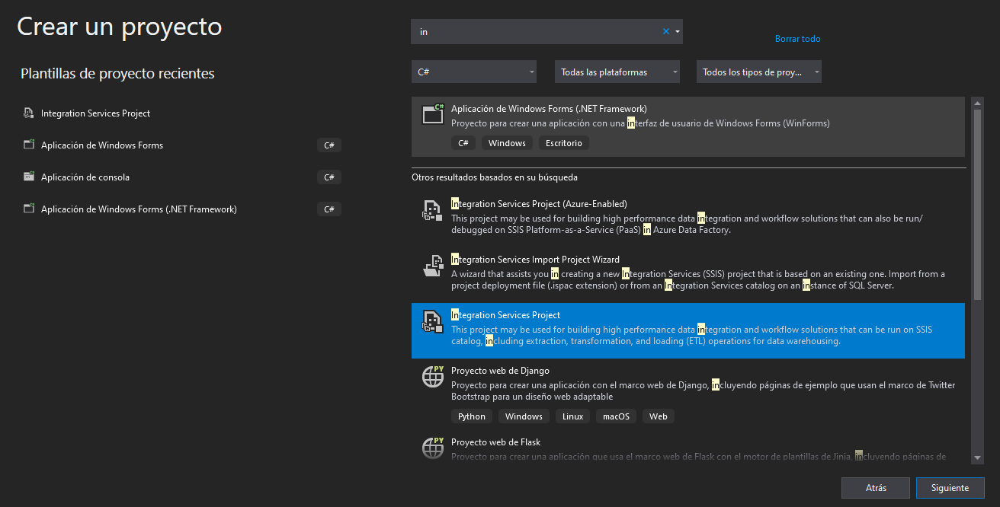 Crear un proyecto
Plantillas de proyecto recientes
Integration Services Project
Aplicación de Windows Forms C#
Aplicación de consola C#
Aplicación de Windows Forms (.NET Framework) C#
in
Borrar todo
C# Todas las plataformas Todos los tipos de proy...
Aplicación de Windows Forms (.NET Framework)
Proyecto para crear una aplicación con una interfaz de usuario de Windows Forms (WinForms)
C# Windows Escritorio
Otros resultados basados en su búsqueda
Integration Services Project (Azure-Enabled)
This project may be used for building high performance data integration and workflow solutions that can also be run/
debugged on SSIS Platform-as-a-Service (PaaS) in Azure Data Factory.
Integration Services Import Project Wizard
A wizard that assists you in creating a new Integration Services (SSIS) project that is based on an existing one. Import from a
project deployment file (.ispac extension) or from an Integration Services catalog on an instance of SQL Server.
Integration Services Project
This project may be used for building high performance data integration and workflow solutions that can be run on SSIS
catalog, including extraction, transformation, and loading (ETL) operations for data warehousing.
Proyecto web de Django
Proyecto para crear una aplicación con el marco web de Django, incluyendo páginas de ejemplo que usan el marco de Twitter
Bootstrap para un diseño web adaptable
Python Windows Linux macOS Web
Proyecto web de Flask
Proyecto para crear una aplicación que usa el marco web de Flask con el motor de plantillas de Jinja, incluyendo páginas de
Atrás Siguiente